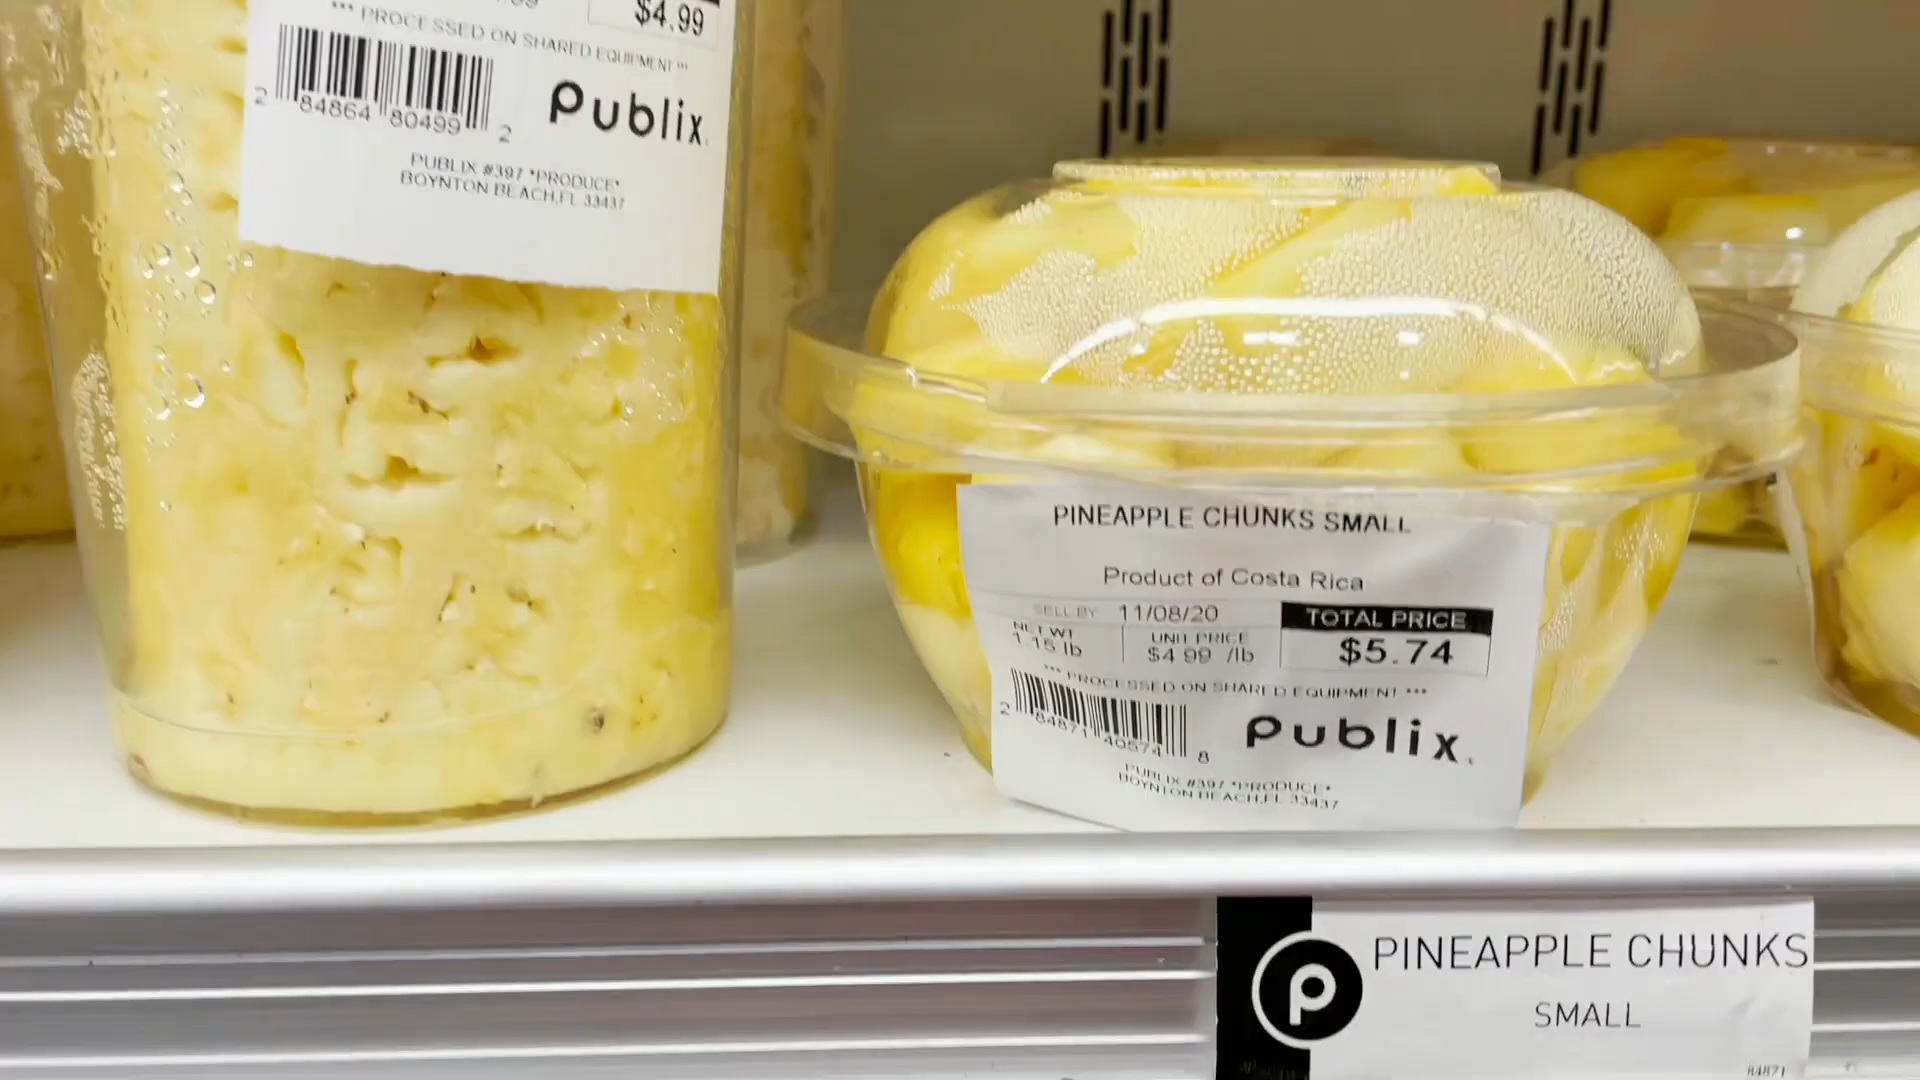 $4.99
*** PROCESSED ON SHARED EQUIPMENT ***
2 84864 80499 2
Publix.
PUBLIX #397 *PRODUCE*
BOYNTON BEACH,FL 33437
PINEAPPLE CHUNKS SMALL
Product of Costa Rica
SELL BY 11/08/20
TOTAL PRICE
NET WT
UNIT PRICE
1.15 lb
$4.99 /lb
$5.74
*** PROCESSED ON SHARED EQUIPMENT ***
2 84871 40574 8
Publix.
PUBLIX #397 *PRODUCE*
BOYNTON BEACH,FL 33437
P
PINEAPPLE CHUNKS
SMALL
84871